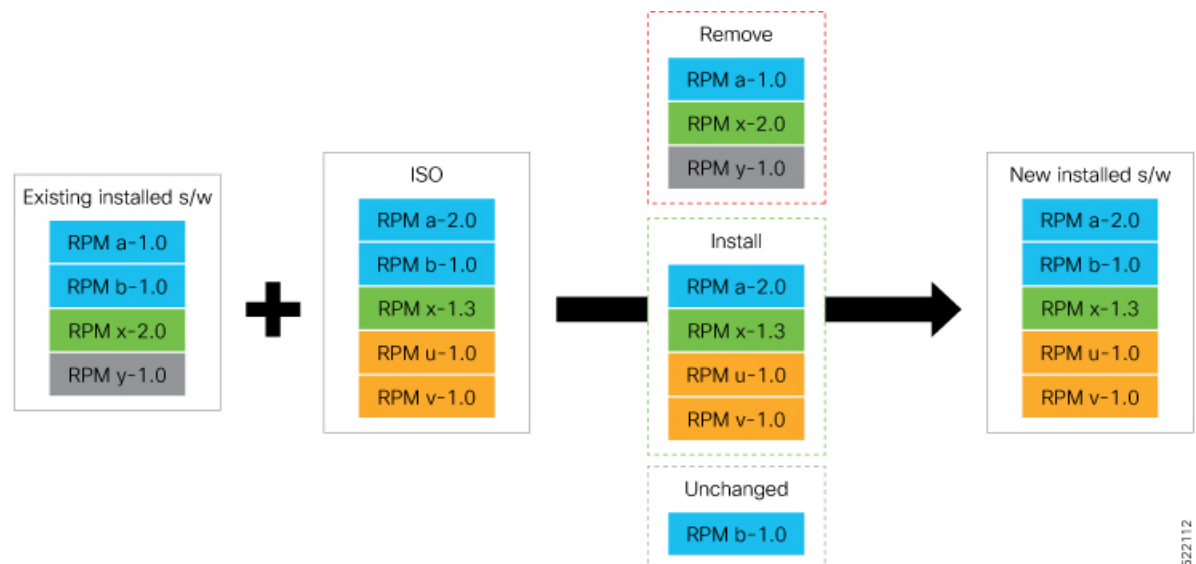 Existing installed s/w
RPM a-1.0
RPM b-1.0
RPM x-2.0
RPM y-1.0
ISO
RPM a-2.0
RPM b-1.0
RPM x-1.3
RPM u-1.0
RPM v-1.0
Remove
RPM a-1.0
RPM x-2.0
RPM y-1.0
Install
RPM a-2.0
RPM x-1.3
RPM u-1.0
RPM v-1.0
Unchanged
RPM b-1.0
New installed s/w
RPM a-2.0
RPM b-1.0
RPM x-1.3
RPM u-1.0
RPM v-1.0
522112